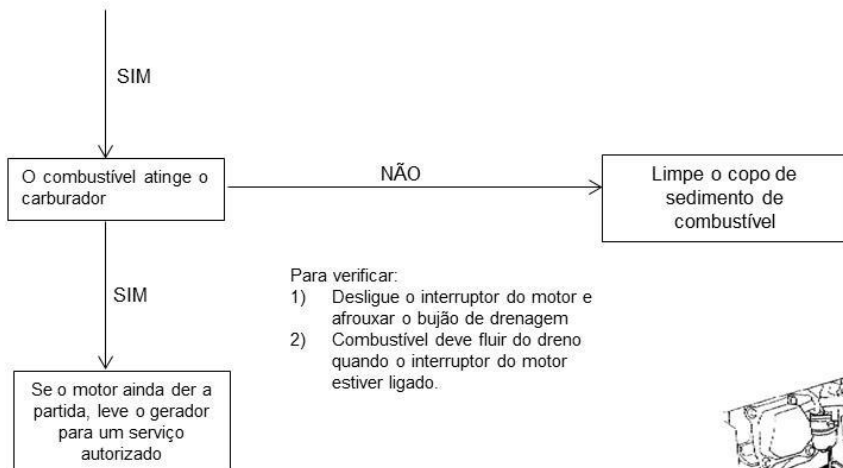 SIM
O combustível atinge o
carburador
NÃO
Limpe o copo de
sedimento de
combustível
SIM
Para verificar:
1) Desligue o interruptor do motor e
afrouxar o bujão de drenagem
2) Combustível deve fluir do dreno
quando o interruptor do motor
estiver ligado.
Se o motor ainda der a
partida, leve o gerador
para um serviço
autorizado